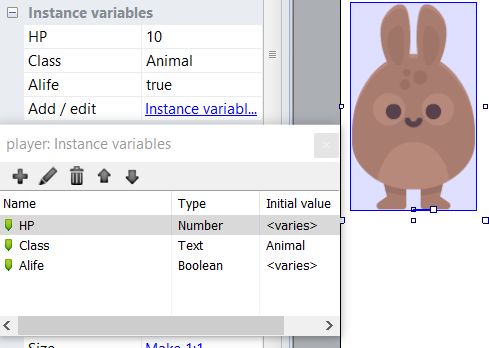 Instance variables
HP 10
Class Animal
Alife true
Add / edit Instance variabl...
player: Instance variables
Name Type Initial value
HP Number <varies>
Class Text Animal
Alife Boolean <varies>
Size Make 1:1